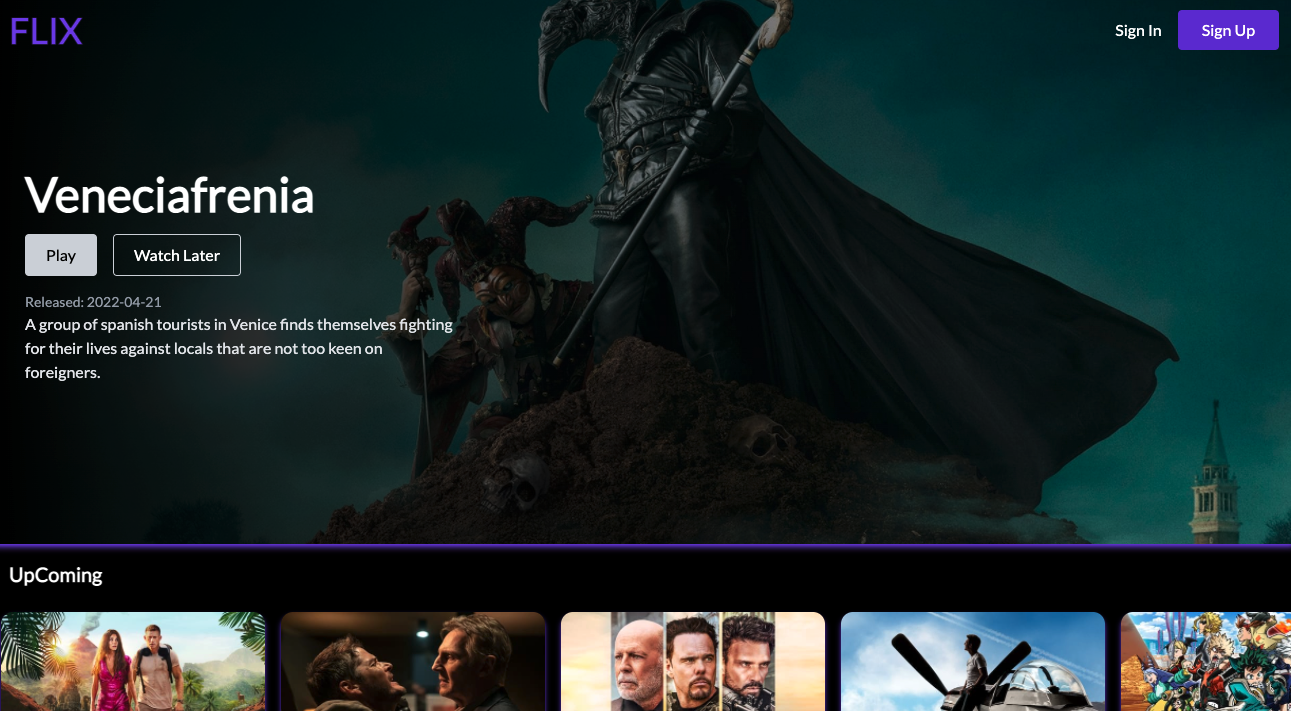 FLIX
Sign In
Sign Up
Veneciafrenia
Play
Watch Later
Released: 2022-04-21
A group of spanish tourists in Venice finds themselves fighting
for their lives against locals that are not too keen on
foreigners.
UpComing